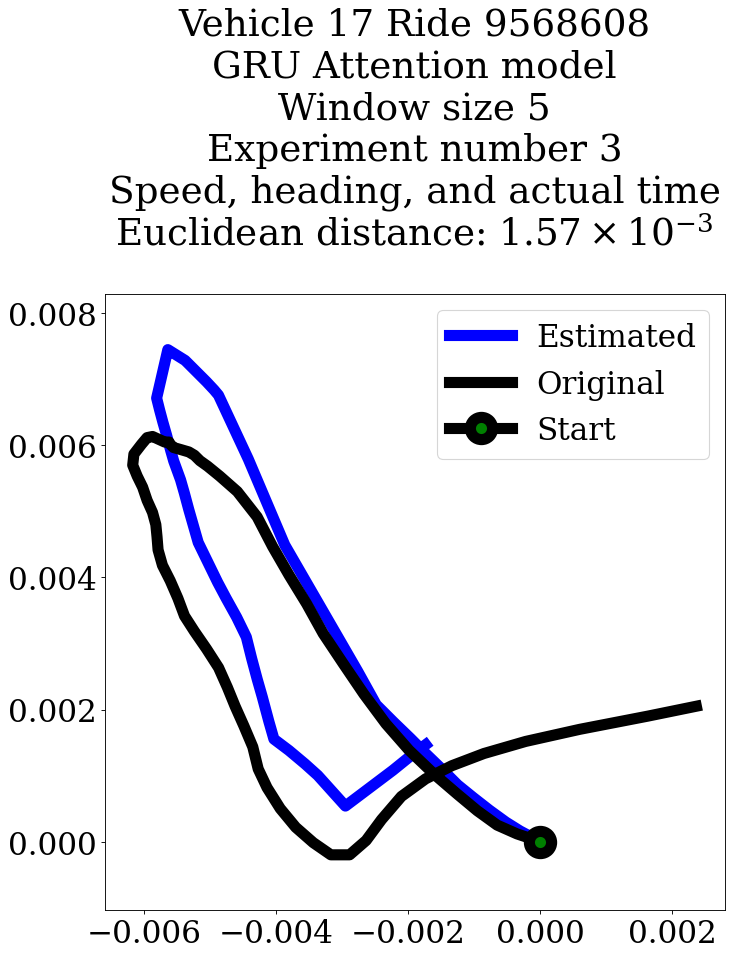 Vehicle 17 Ride 9568608
GRU Attention model
Window size 5
Experiment number 3
Speed, heading, and actual time
Euclidean distance: 1.57 × 10⁻³
0.008
0.006
0.004
0.002
0.000
Estimated
Original
Start
−0.006 −0.004 −0.002 0.000 0.002